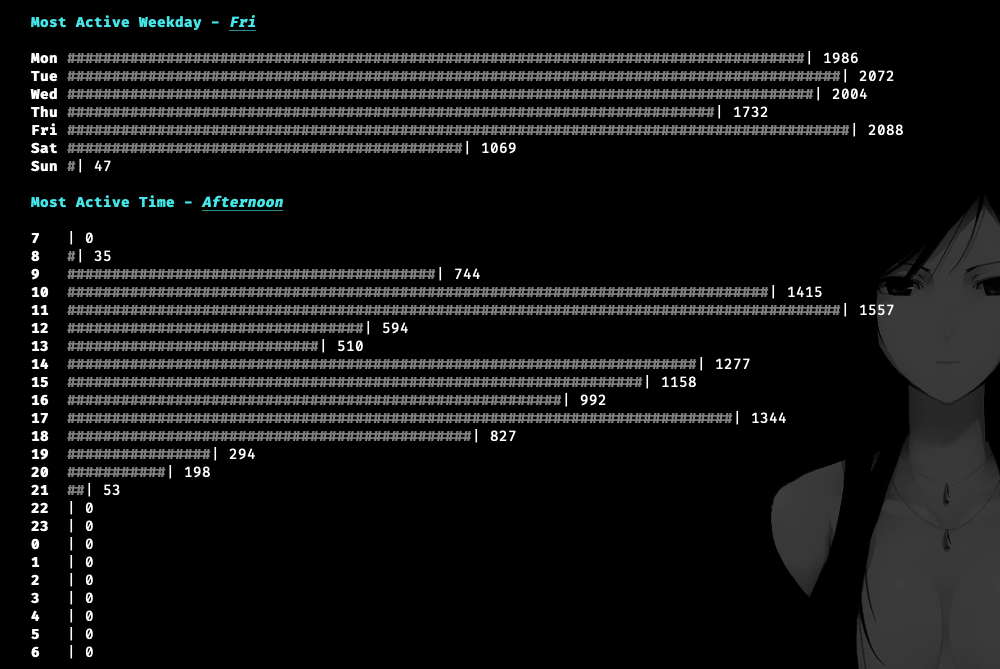 Most Active Weekday - Fri
Mon ##################################################################################| 1986
Tue ######################################################################################| 2072
Wed ###################################################################################| 2004
Thu ########################################################################| 1732
Fri #######################################################################################| 2088
Sat ############################################| 1069
Sun #| 47
Most Active Time - Afternoon
7 | 0
8 #| 35
9 #########################################| 744
10 ##############################################################################| 1415
11 ######################################################################################| 1557
12 #################################| 594
13 ############################| 510
14 ######################################################################| 1277
15 ################################################################| 1158
16 #######################################################| 992
17 ##########################################################################| 1344
18 #############################################| 827
19 ################| 294
20 ###########| 198
21 ##| 53
22 | 0
23 | 0
0 | 0
1 | 0
2 | 0
3 | 0
4 | 0
5 | 0
6 | 0